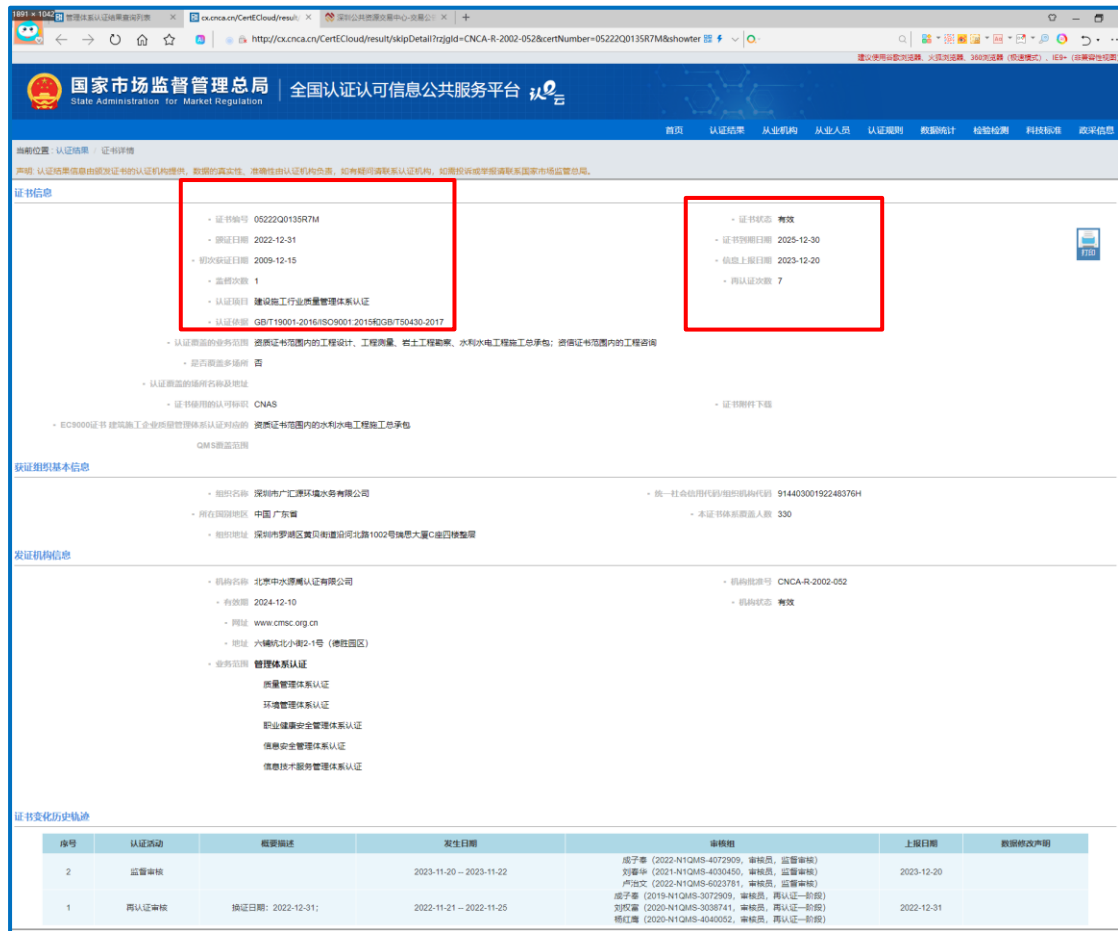 1891 × 1042
管理体系认证结果查询列表 ×
cx.cnca.cn/CertECloud/result/ ×
深圳公共资源交易中心-交易公 ×
http://cx.cnca.cn/CertECloud/result/skipDetail?rzjgId=CNCA-R-2002-052&certNumber=05222Q0135R7M&showter
建议使用谷歌浏览器、火狐浏览器、360浏览器(极速模式)、IE9+(非兼容性视图
国家市场监督管理总局
State Administration for Market Regulation
全国认证认可信息公共服务平台
首页 认证结果 从业机构 从业人员 认证规则 数据统计 检验检测 科技标准 政采信息
当前位置:认证结果 / 证书详情
声明:认证结果信息由颁发证书的认证机构提供,数据的真实性、准确性由认证机构负责,如有疑问请联系认证机构,如需投诉或举报请联系国家市场监管总局。
证书信息
证书编号 05222Q0135R7M 证书状态 有效
颁证日期 2022-12-31 证书到期日期 2025-12-30
初次获证日期 2009-12-15 信息上报日期 2023-12-20
监督次数 1 再认证次数 7
打印
认证项目 建设施工行业质量管理体系认证
认证依据 GB/T19001-2016/ISO9001:2015和GB/T50430-2017
认证覆盖的业务范围 资质证书范围内的工程设计、工程测量、岩土工程勘察、水利水电工程施工总承包;资信证书范围内的工程咨询
是否覆盖多场所 否
认证覆盖的场所名称及地址
证书使用的认可标识 CNAS 证书附件下载
EC9000证书 建筑施工企业质量管理体系认证对应的 资质证书范围内的水利水电工程施工总承包
QMS覆盖范围
获证组织基本信息
组织名称 深圳市广汇源环境水务有限公司 统一社会信用代码/组织机构代码 91440300192248376H
所在国别地区 中国 广东省 本证书体系覆盖人数 330
组织地址 深圳市罗湖区黄贝街道沿河北路1002号瑞思大厦C座四楼整层
发证机构信息
机构名称 北京中水源禹认证有限公司 机构批准号 CNCA-R-2002-052
有效期 2024-12-10 机构状态 有效
网址 www.cmsc.org.cn
地址 六铺炕北小街2-1号(德胜园区)
业务范围 管理体系认证
质量管理体系认证
环境管理体系认证
职业健康安全管理体系认证
信息安全管理体系认证
信息技术服务管理体系认证
证书变化历史轨迹
序号 认证活动 概要描述 发生日期 审核组 上报日期 数据修改声明
成子奉(2022-N1QMS-4072909,审核员,监督审核)
2 监督审核 2023-11-20 -- 2023-11-22 刘春华(2021-N1QMS-4030450,审核员,监督审核) 2023-12-20
卢治文(2022-N1QMS-6023781,审核员,监督审核)
成子奉(2019-N1QMS-3072909,审核员,再认证一阶段)
1 再认证审核 换证日期:2022-12-31; 2022-11-21 -- 2022-11-25 刘权富(2020-N1QMS-3038741,审核员,再认证一阶段) 2022-12-31
杨红鹰(2020-N1QMS-4040052,审核员,再认证一阶段)